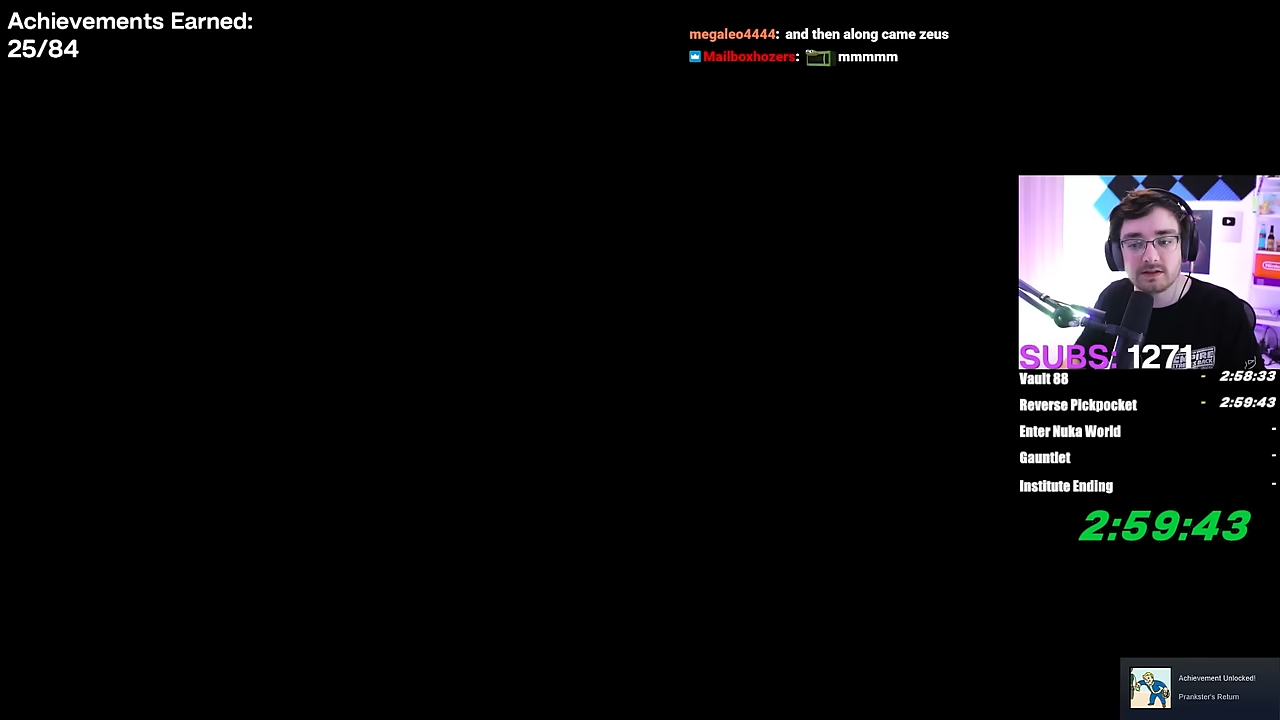 Achievements Earned:
25/84
megaleo4444: and then along came zeus
Mailboxhozers: mmmmm
SUBS: 1271
Vault 88 - 2:58:33
Reverse Pickpocket - 2:59:43
Enter Nuka World -
Gauntlet -
Institute Ending -
2:59:43
Achievement Unlocked!
Prankster's Return